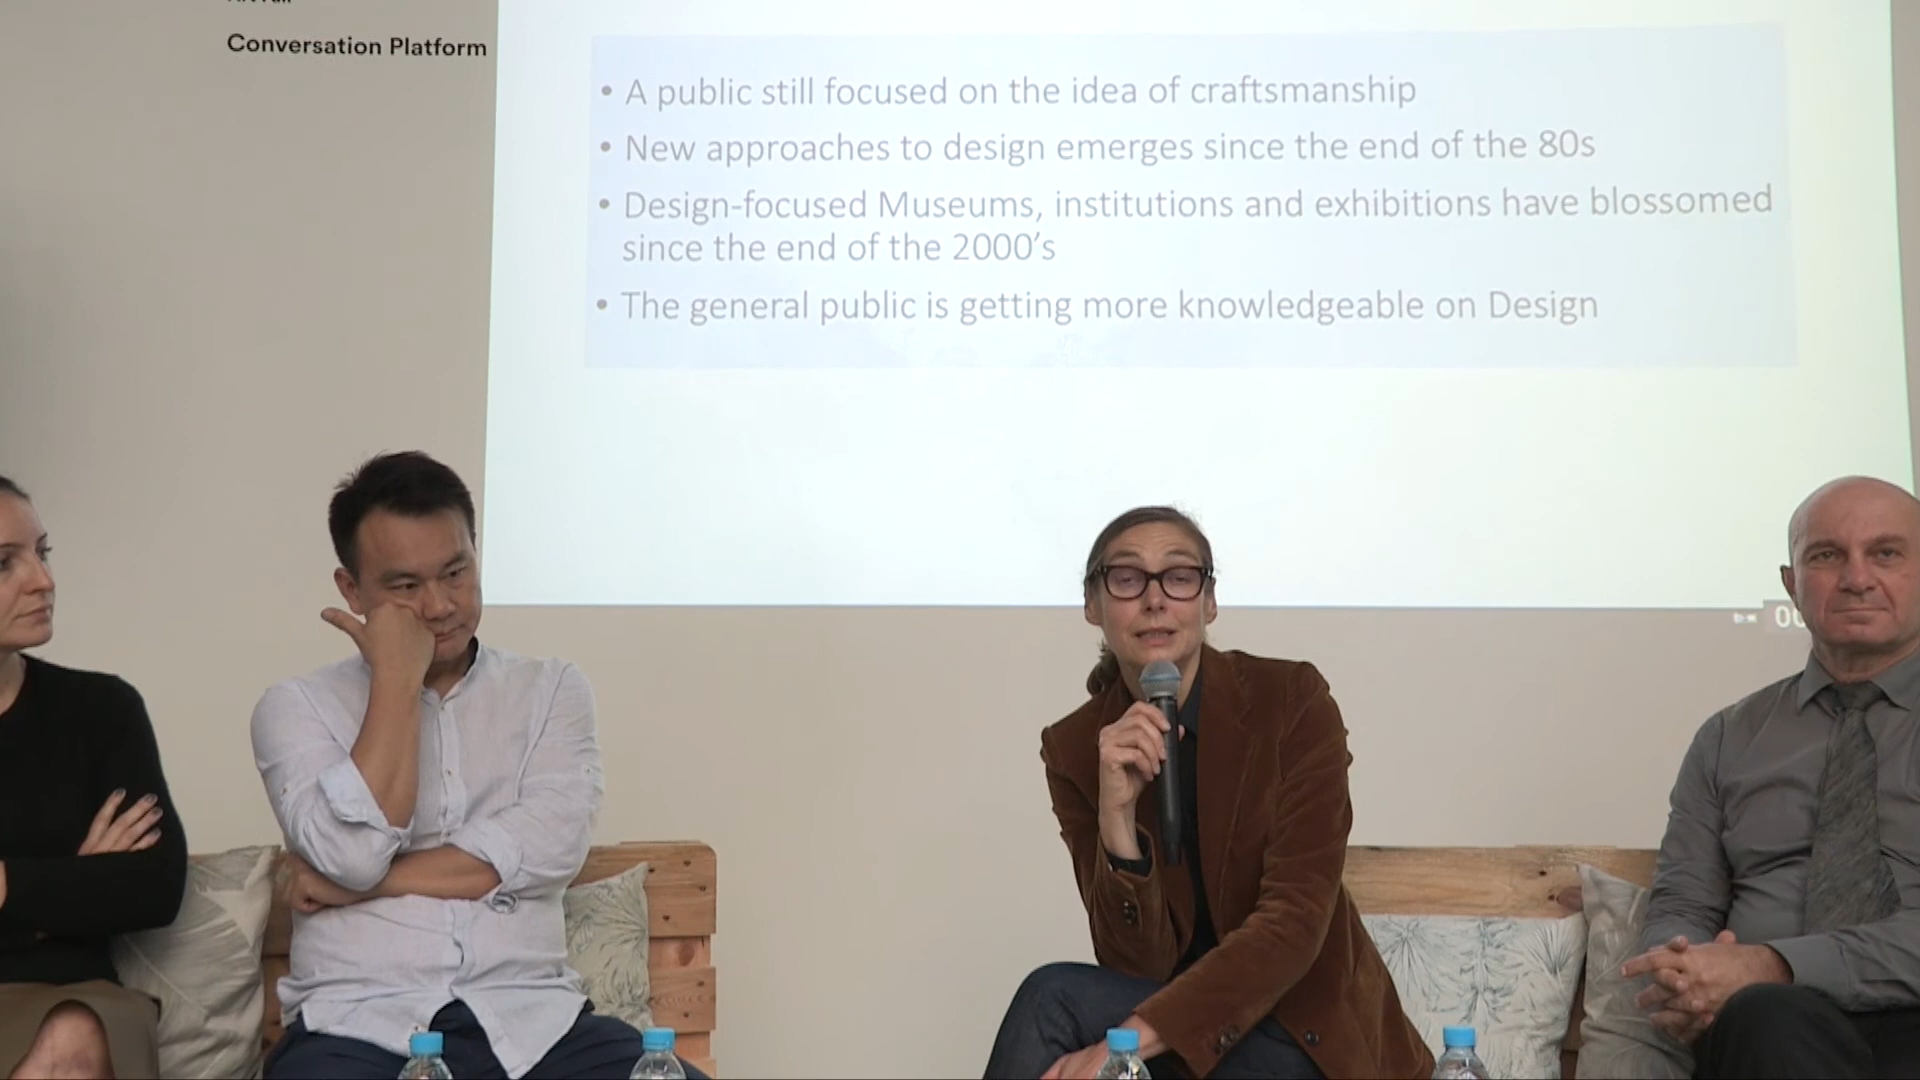 Conversation Platform
• A public still focused on the idea of craftsmanship
• New approaches to design emerges since the end of the 80s
• Design-focused Museums, institutions and exhibitions have blossomed
since the end of the 2000's
• The general public is getting more knowledgeable on Design